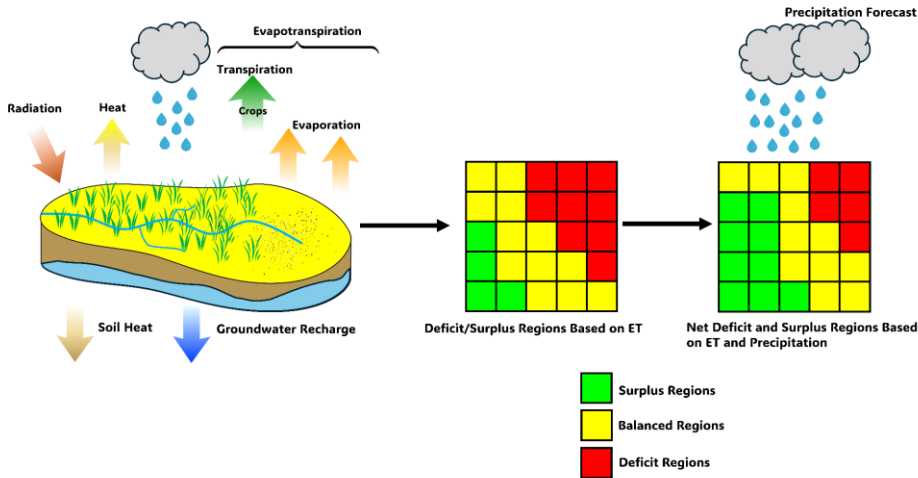 Precipitation Forecast
Evapotranspiration
Transpiration
Radiation
Heat
Crops
Evaporation
Soil Heat
Groundwater Recharge
Deficit/Surplus Regions Based on ET
Net Deficit and Surplus Regions Based
on ET and Precipitation
Surplus Regions
Balanced Regions
Deficit Regions